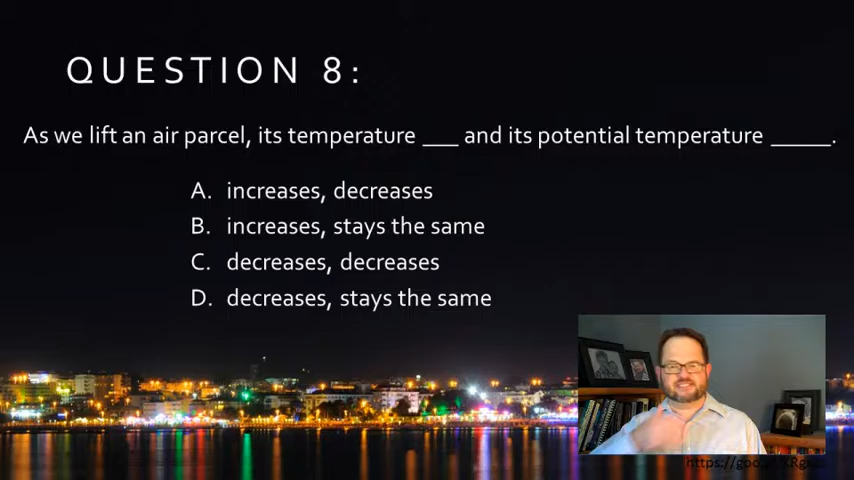 QUESTION 8:
As we lift an air parcel, its temperature ___ and its potential temperature _____.
A. increases, decreases
B. increases, stays the same
C. decreases, decreases
D. decreases, stays the same